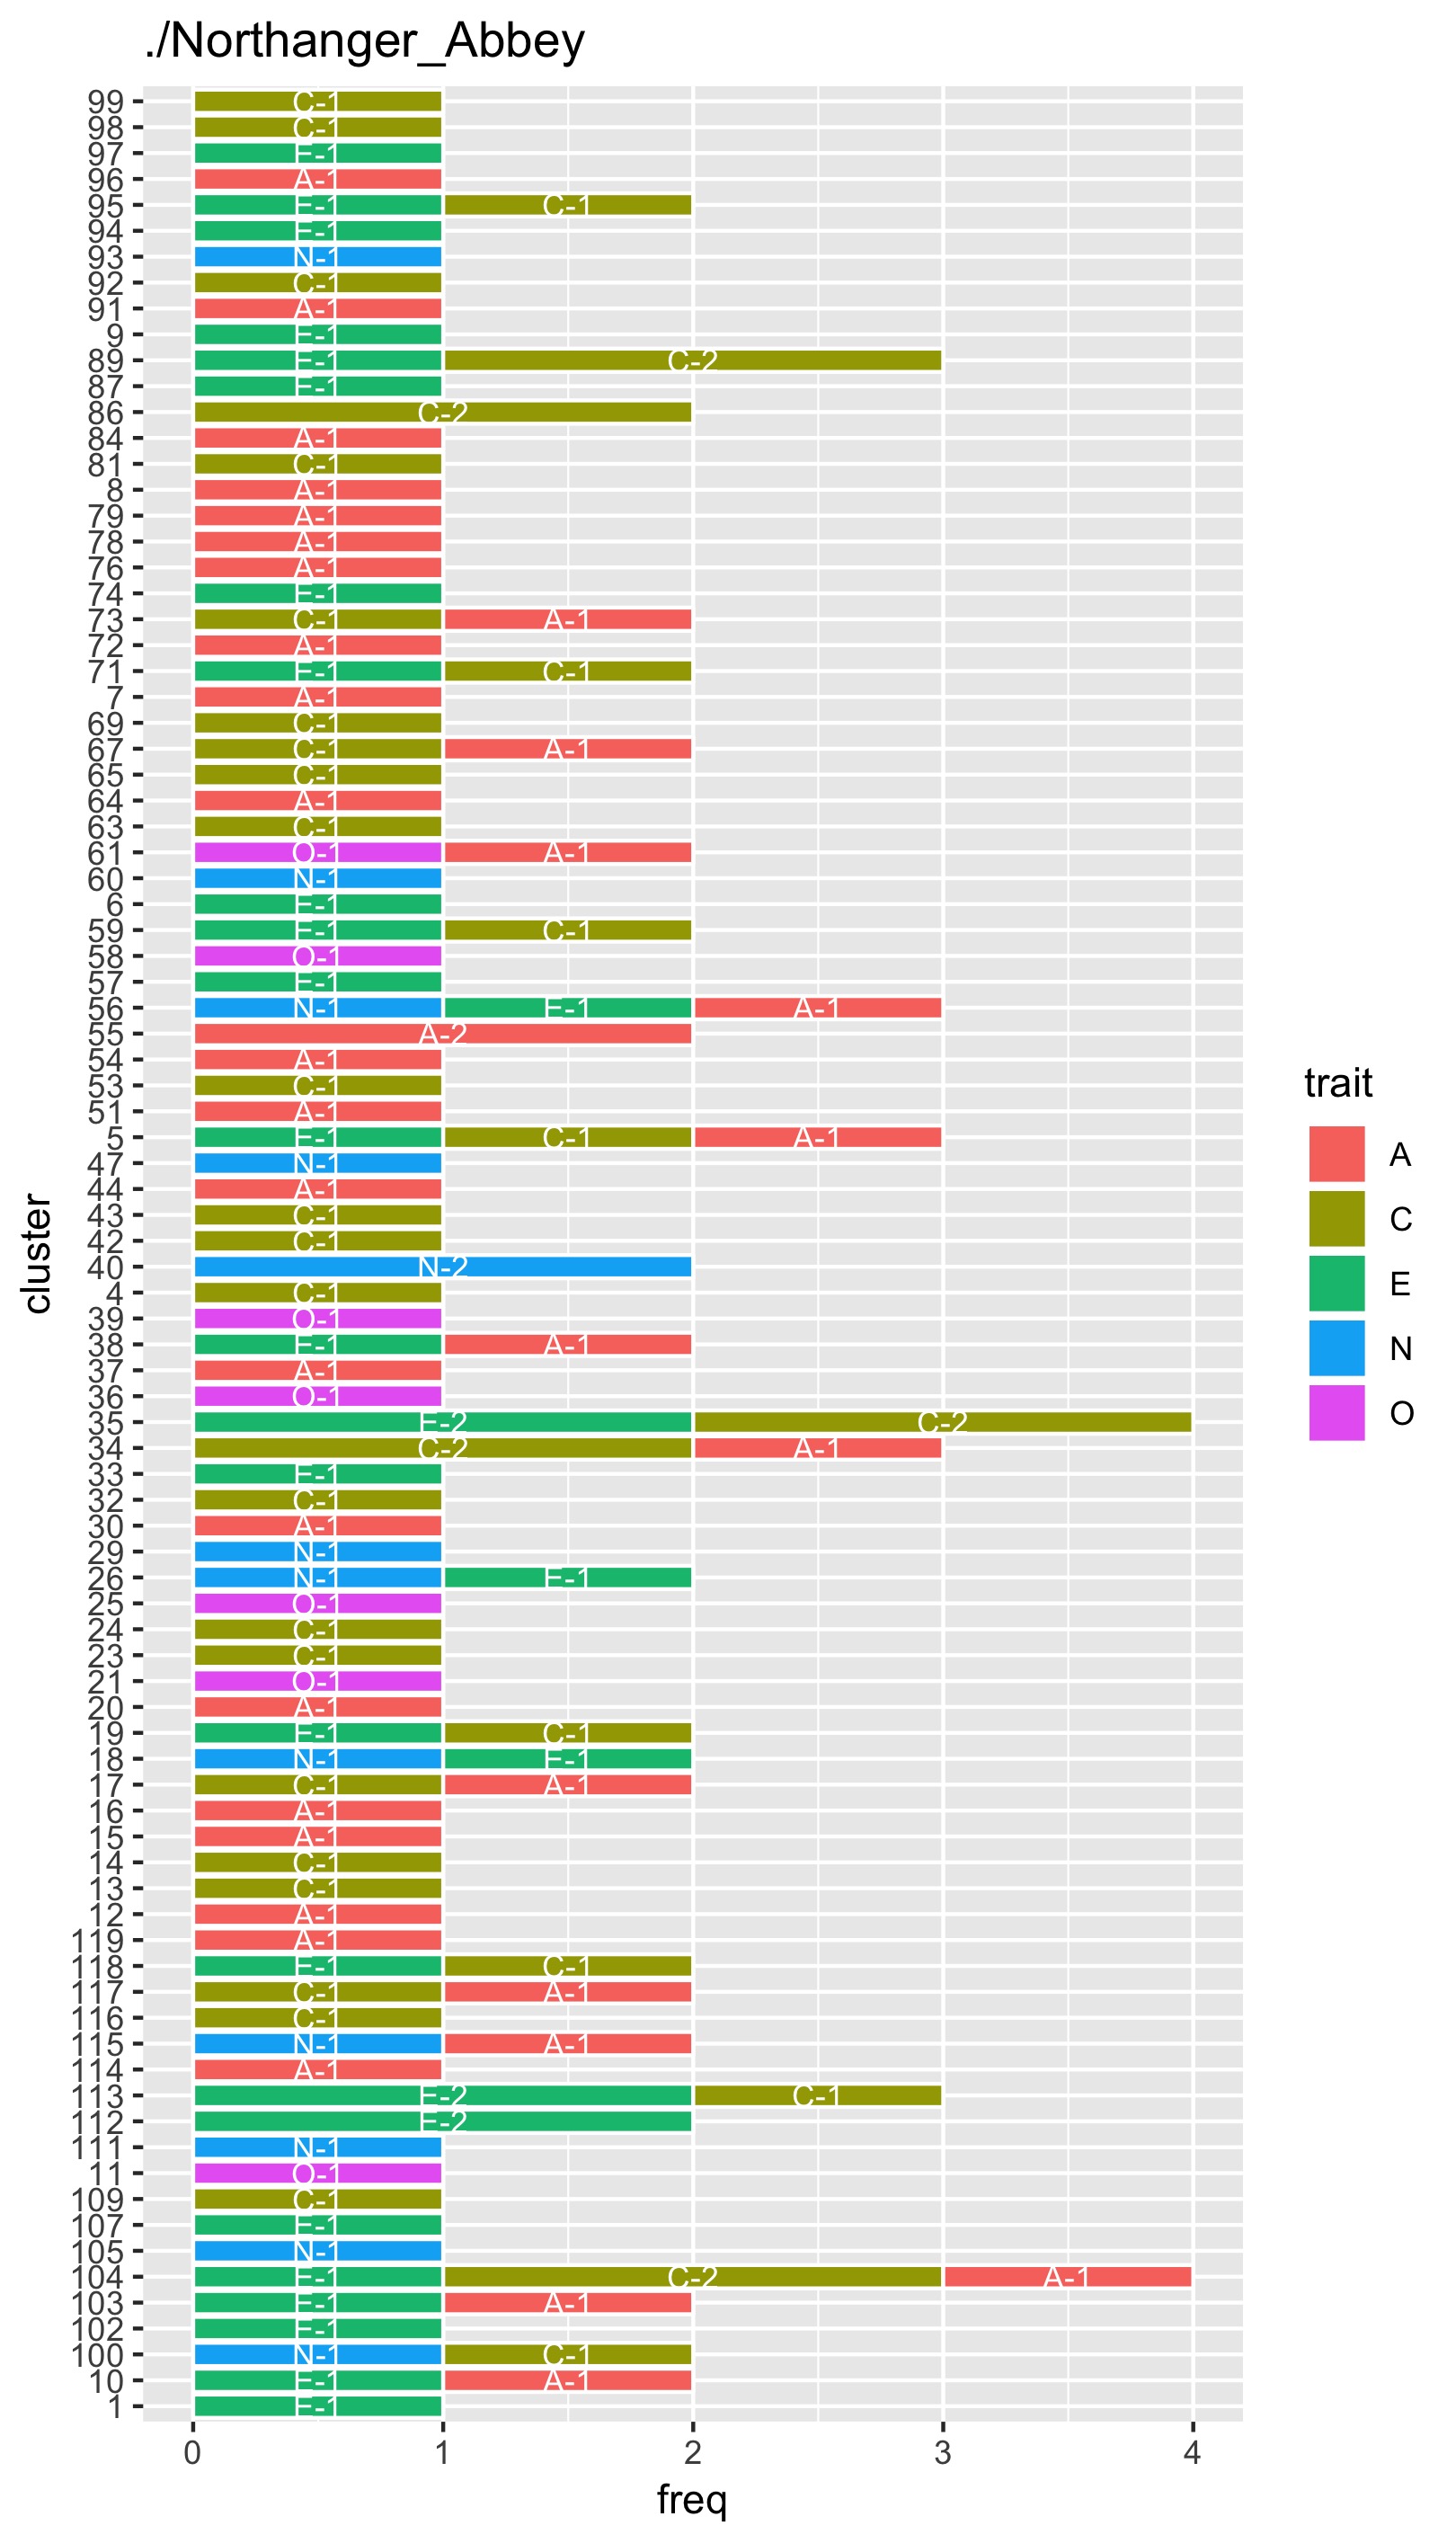 ./Northanger_Abbey
99 C-1
98 C-1
97 E-1
96 A-1
95 E-1 C-1
94 E-1
93 N-1
92 C-1
91 A-1
9 E-1
89 E-1 C-2
87 E-1
86 C-2
84 A-1
81 C-1
8 A-1
79 A-1
78 A-1
76 A-1
74 E-1
73 C-1 A-1
72 A-1
71 E-1 C-1
7 A-1
69 C-1
67 C-1 A-1
65 C-1
64 A-1
63 C-1
61 O-1 A-1
60 N-1
6 E-1
59 E-1 C-1
58 O-1
57 E-1
56 N-1 E-1 A-1
55 A-2
54 A-1
53 C-1
51 A-1
5 E-1 C-1 A-1
47 N-1
44 A-1
43 C-1
42 C-1
40 N-2
4 C-1
39 O-1
38 E-1 A-1
37 A-1
36 O-1
35 E-2 C-2
34 C-2 A-1
33 E-1
32 C-1
30 A-1
29 N-1
26 N-1 E-1
25 O-1
24 C-1
23 C-1
21 O-1
20 A-1
19 E-1 C-1
18 N-1 E-1
17 C-1 A-1
16 A-1
15 A-1
14 C-1
13 C-1
12 A-1
119 A-1
118 E-1 C-1
117 C-1 A-1
116 C-1
115 N-1 A-1
114 A-1
113 E-2 C-1
112 E-2
111 N-1
11 O-1
109 C-1
107 E-1
105 N-1
104 E-1 C-2 A-1
103 E-1 A-1
102 E-1
100 N-1 C-1
10 E-1 A-1
1 E-1
0 1 2 3 4
freq
cluster
trait
A
C
E
N
O